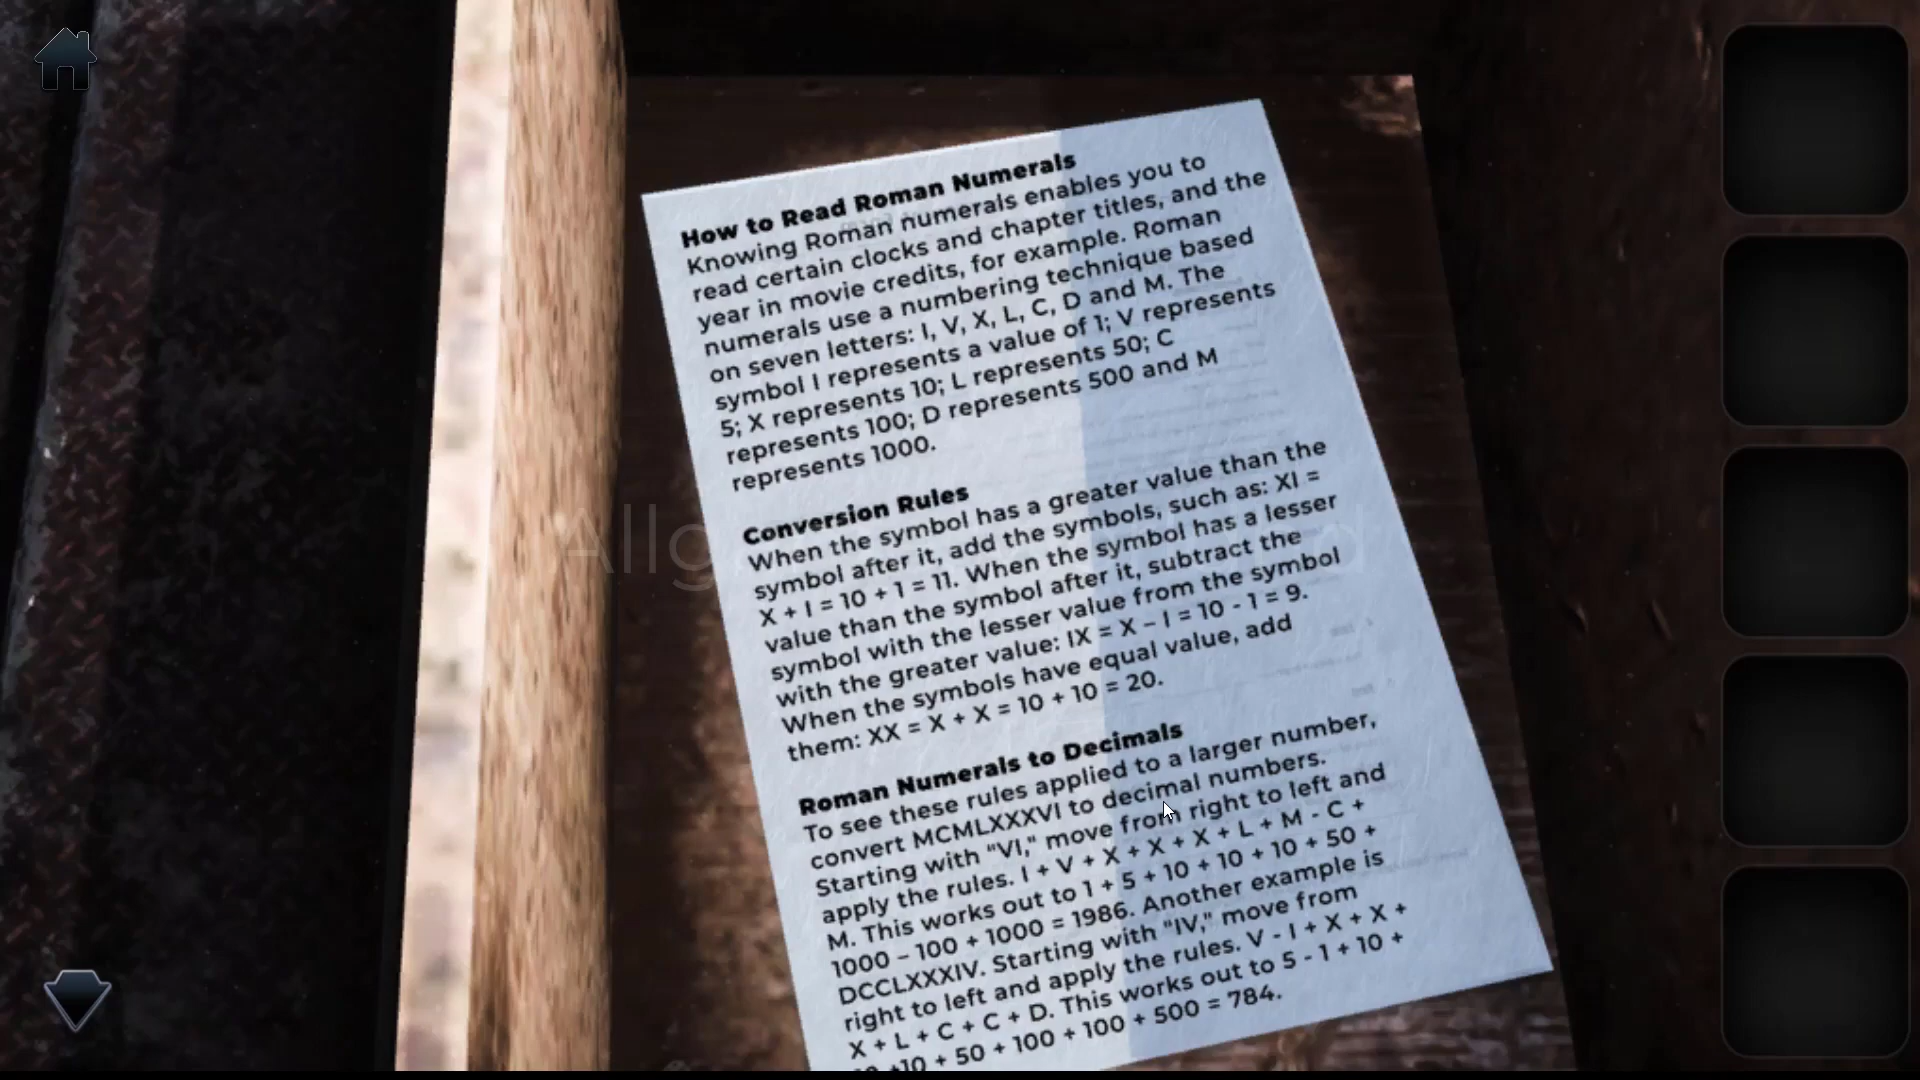 How to Read Roman Numerals
Knowing Roman numerals enables you to
read certain clocks and chapter titles, and the
year in movie credits, for example. Roman
numerals use a numbering technique based
on seven letters: I, V, X, L, C, D and M. The
symbol I represents a value of 1; V represents
5; X represents 10; L represents 50; C
represents 100; D represents 500 and M
represents 1000.
Conversion Rules
When the symbol has a greater value than the
symbol after it, add the symbols, such as: XI =
X + I = 10 + 1 = 11. When the symbol has a lesser
value than the symbol after it, subtract the
symbol with the lesser value from the symbol
with the greater value: IX = X – I = 10 - 1 = 9.
When the symbols have equal value, add
them: XX = X + X = 10 + 10 = 20.
Roman Numerals to Decimals
To see these rules applied to a larger number,
convert MCMLXXXVI to decimal numbers.
Starting with "VI," move from right to left and
apply the rules. I + V + X + X + X + L + M - C +
M. This works out to 1 + 5 + 10 + 10 + 10 + 50 +
1000 – 100 + 1000 = 1986. Another example is
DCCLXXXIV. Starting with "IV," move from
right to left and apply the rules. V - I + X + X +
X + L + C + C + D. This works out to 5 - 1 + 10 +
10 +10 + 50 + 100 + 100 + 500 = 784.